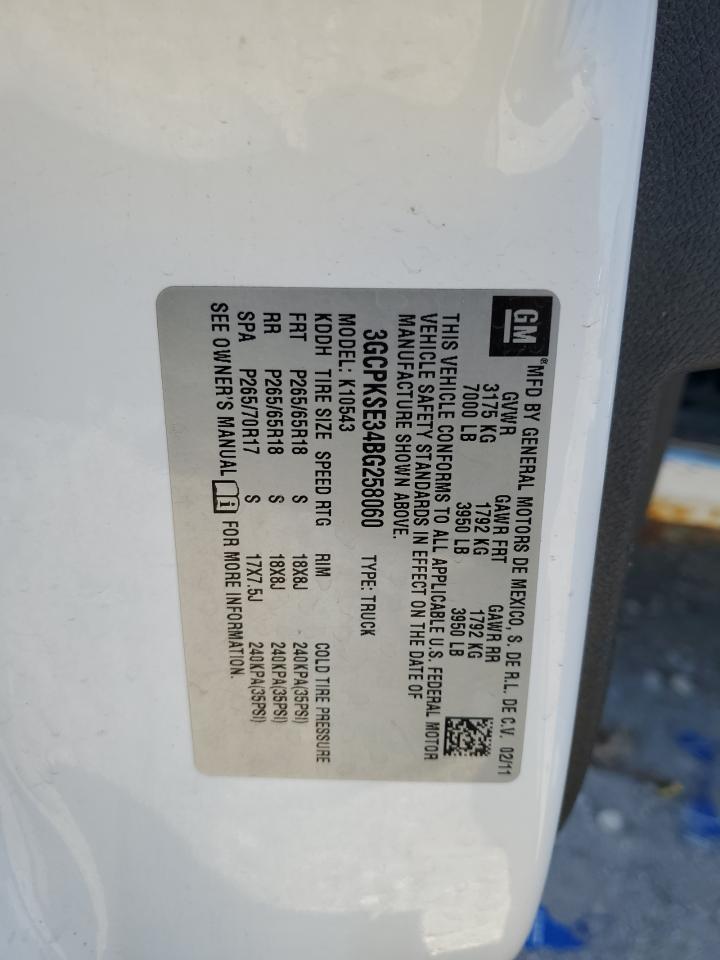 GM ®MFD BY GENERAL MOTORS DE MEXICO, S. DE R.L. DE C.V. 02/11
GVWR GAWR FRT GAWR RR
3175 KG 1792 KG 1792 KG
7000 LB 3950 LB 3950 LB
THIS VEHICLE CONFORMS TO ALL APPLICABLE U.S. FEDERAL MOTOR
VEHICLE SAFETY STANDARDS IN EFFECT ON THE DATE OF
MANUFACTURE SHOWN ABOVE.
3GCPKSE34BG258060 TYPE: TRUCK
MODEL: K10543
KDDH TIRE SIZE SPEED RTG RIM COLD TIRE PRESSURE
FRT P265/65R18 S 18X8J 240KPA(35PSI)
RR P265/65R18 S 18X8J 240KPA(35PSI)
SPA P265/70R17 S 17X7.5J 240KPA(35PSI)
SEE OWNER'S MANUAL i FOR MORE INFORMATION.